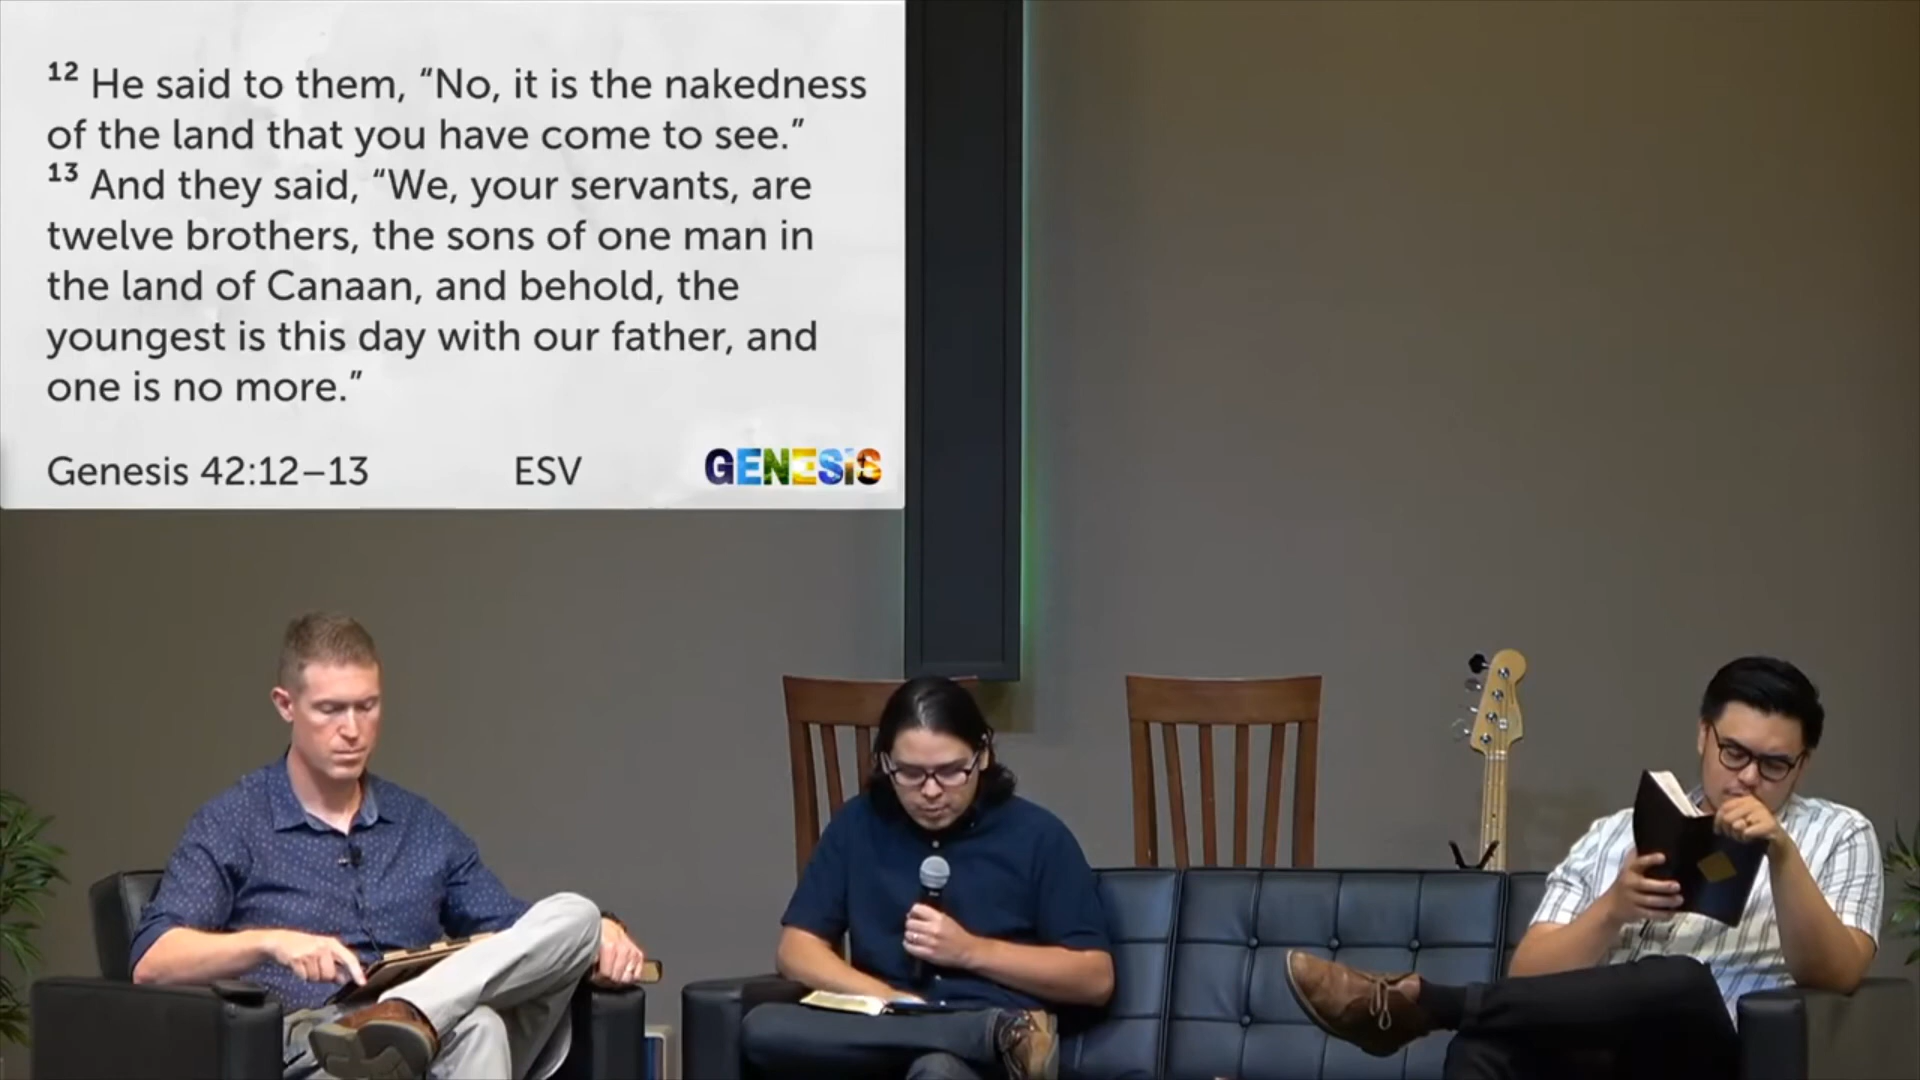 12 He said to them, “No, it is the nakedness
of the land that you have come to see.”
13 And they said, “We, your servants, are
twelve brothers, the sons of one man in
the land of Canaan, and behold, the
youngest is this day with our father, and
one is no more.”
Genesis 42:12–13 ESV GENESiS